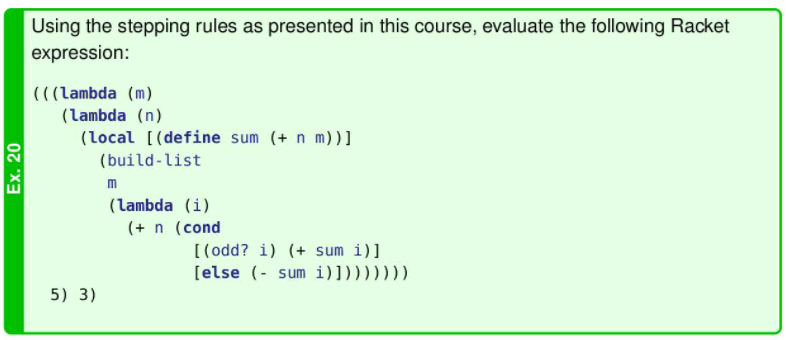 Ex. 20
Using the stepping rules as presented in this course, evaluate the following Racket
expression:
(((lambda (m)
   (lambda (n)
     (local [(define sum (+ n m))]
       (build-list
        m
        (lambda (i)
          (+ n (cond
                 [(odd? i) (+ sum i)]
                 [else (- sum i)]))))))))
  5) 3)